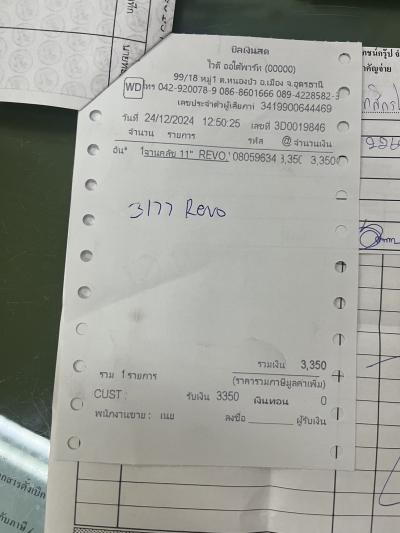 บิลเงินสด
ไวดี ออโต้พาร์ท (00000)
99/18 หมู่1 ต.หนองบัว อ.เมือง จ.อุดรธานี
WD โทร 042-920078-9 086-8601666 089-4228582-3
เลขประจำตัวผู้เสียภาษี 3419900644469
วันที่ 24/12/2024 12:50:25 เลขที่ 3D0019846
จำนวน รายการ รหัส @ จำนวนเงิน
อัน* 1จานคลัช 11" REVO, 08059634 3,350 3,350
3177 Revo
รวมเงิน 3,350
รวม 1 รายการ (ราคารวมภาษีมูลค่าเพิ่ม)
CUST : รับเงิน 3350 เงินทอน 0
พนักงานขาย : เนย ลงชื่อ ________ ผู้รับเงิน